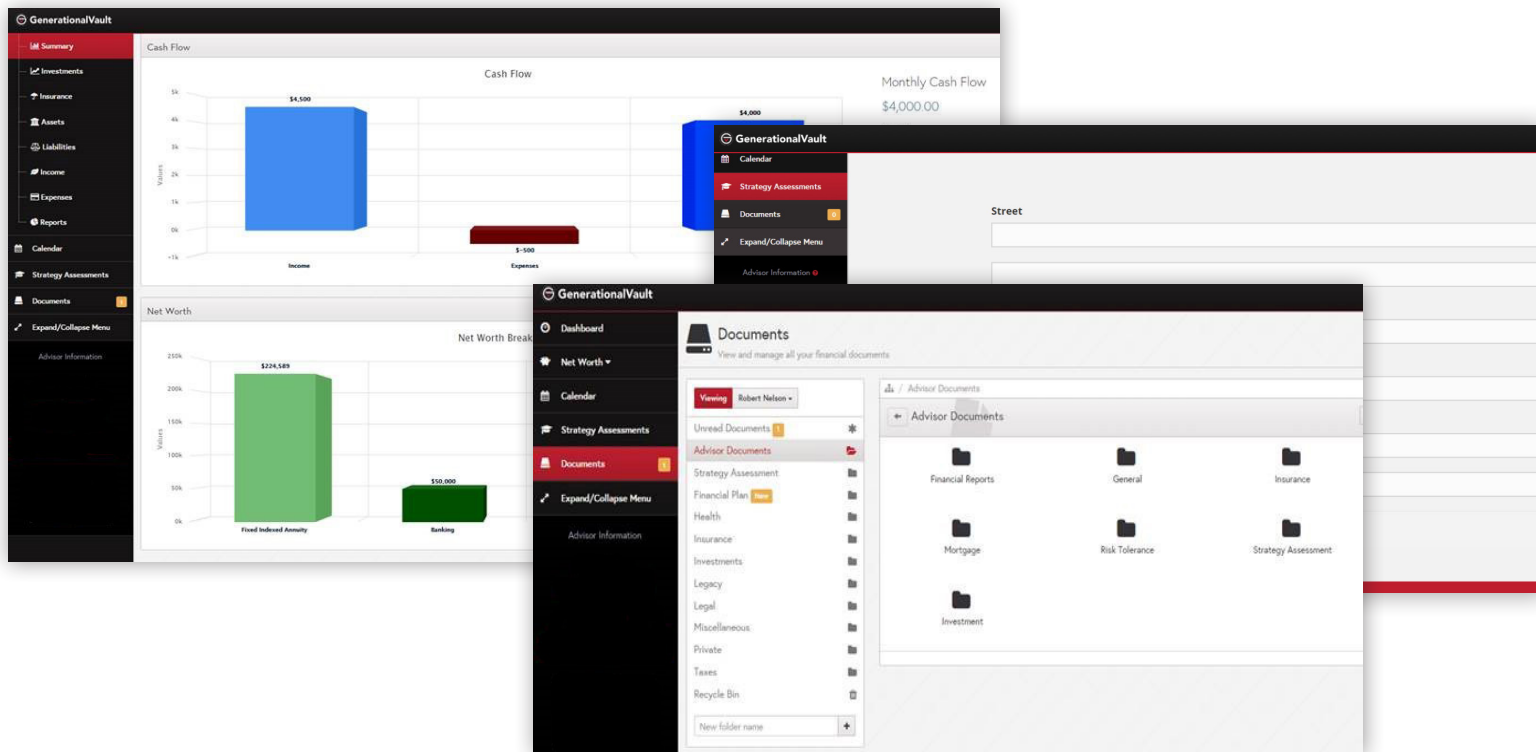 GenerationalVault
Summary
Investments
Insurance
Assets
Liabilities
Income
Expenses
Reports
Calendar
Strategy Assessments
Documents
Expand/Collapse Menu
Advisor Information
Cash Flow
Cash Flow
Monthly Cash Flow
$4,000.00
Values
5k
4k
3k
2k
1k
0k
-1k
$4,500
$-500
$4,000
Income
Expenses
Net Worth
Net Worth Break
Values
250k
200k
150k
100k
50k
0k
$224,589
$50,000
Fixed Indexed Annuity
Banking
GenerationalVault
Calendar
Strategy Assessments
Documents
Expand/Collapse Menu
Advisor Information
Street
GenerationalVault
Dashboard
Net Worth
Calendar
Strategy Assessments
Documents 1
Expand/Collapse Menu
Advisor Information
Documents
View and manage all your financial documents
Viewing Robert Nelson
Unread Documents 1
Advisor Documents
Strategy Assessment
Financial Plan New
Health
Insurance
Investments
Legacy
Legal
Miscellaneous
Private
Taxes
Recycle Bin
New folder name +
/ Advisor Documents
Advisor Documents
Financial Reports
General
Insurance
Mortgage
Risk Tolerance
Strategy Assessment
Investment